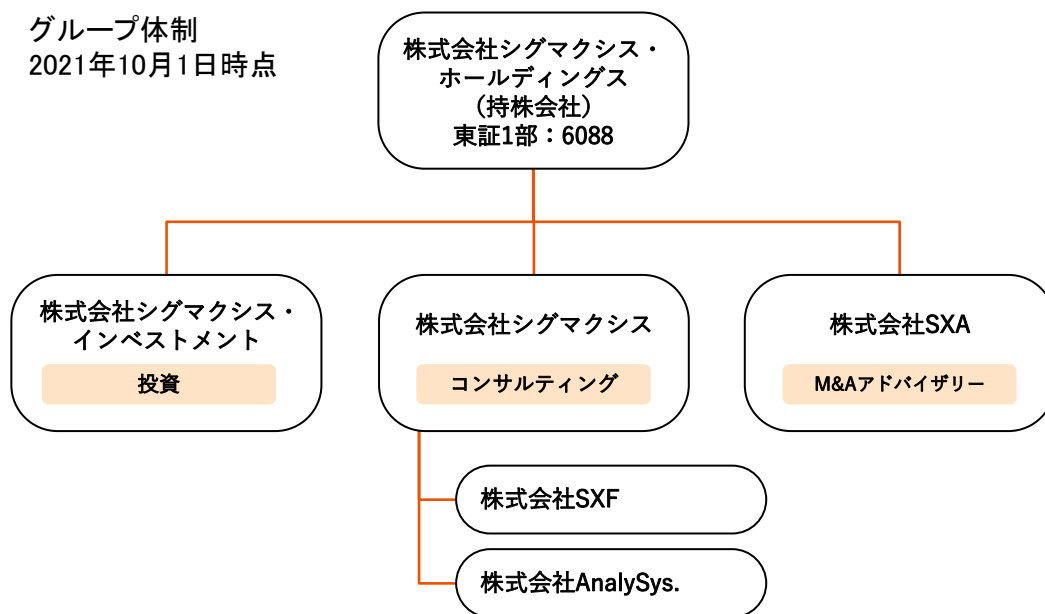 グループ体制
2021年10月1日時点
株式会社シグマクシス・
ホールディングス
（持株会社）
東証1部：6088
株式会社シグマクシス・
インベストメント
投資
株式会社シグマクシス
コンサルティング
株式会社SXA
M&Aアドバイザリー
株式会社SXF
株式会社AnalySys.